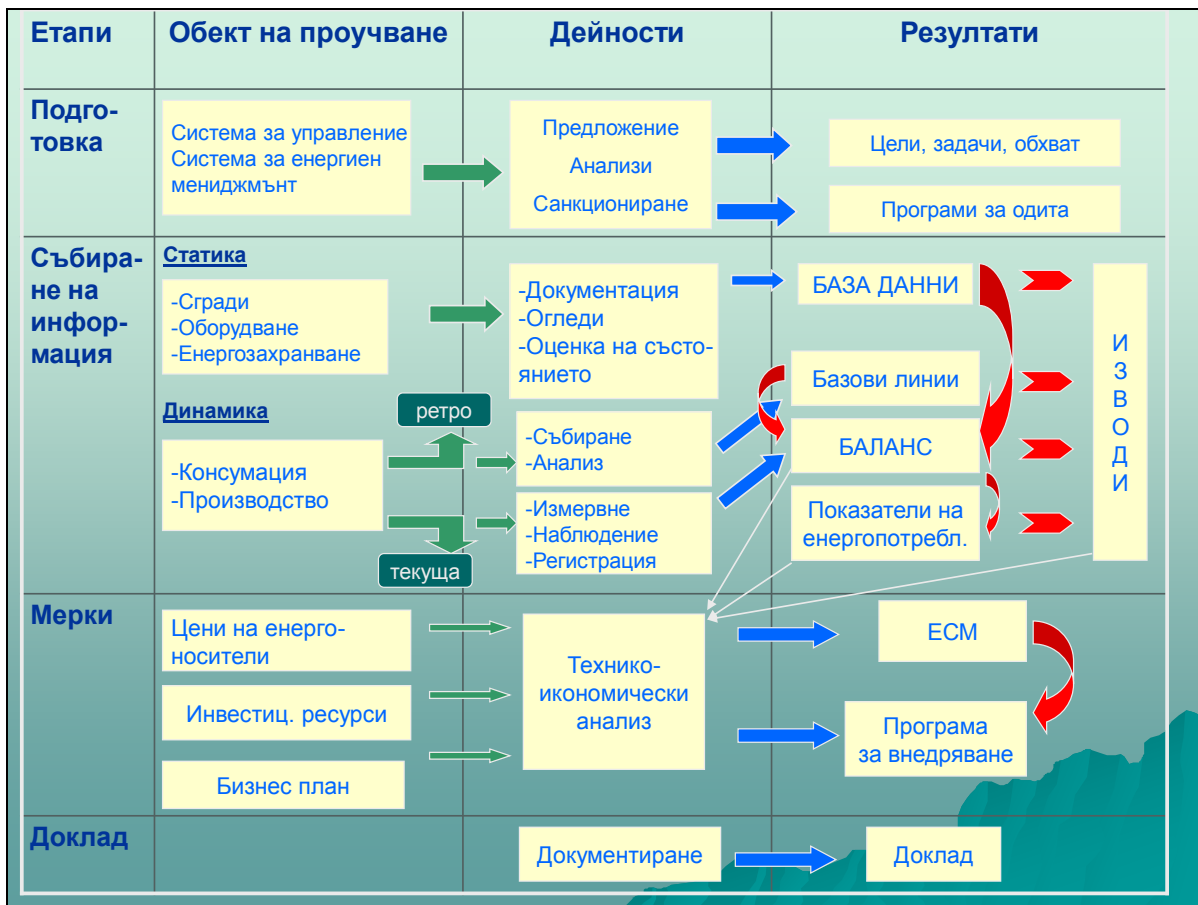 Етапи
Обект на проучване
Дейности
Резултати
Подго-
товка
Система за управление
Система за енергиен
мениджмънт
Предложение
Анализи
Санкциониране
Цели, задачи, обхват
Програми за одита
Събира-
не на
инфор-
мация
Статика
-Сгради
-Оборудване
-Енергозахранване
-Документация
-Огледи
-Оценка на състо-
янието
БАЗА ДАННИ
Базови линии
Динамика
ретро
-Консумация
-Производство
текуща
-Събиране
-Анализ
-Измервне
-Наблюдение
-Регистрация
БАЛАНС
Показатели на
енергопотребл.
И
З
В
О
Д
И
Мерки
Цени на енерго-
носители
Инвестиц. ресурси
Бизнес план
Технико-
икономически
анализ
ЕСМ
Програма
за внедряване
Доклад
Документиране
Доклад